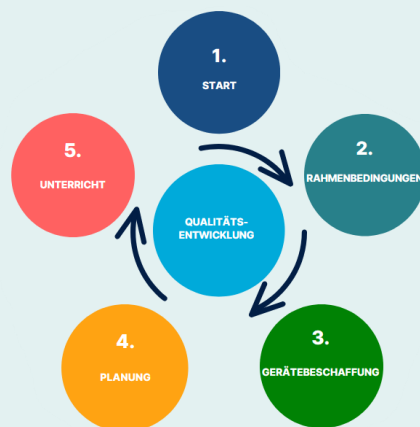 1.
START
2.
RAHMENBEDINGUNGEN
3.
GERÄTEBESCHAFFUNG
4.
PLANUNG
5.
UNTERRICHT
QUALITÄTS-
ENTWICKLUNG